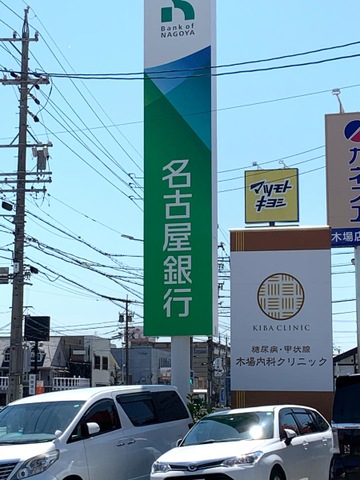 Bank of
NAGOYA
名古屋銀行
マツモト
キヨシ
木場店
KIBA CLINIC
糖尿病・甲状腺
木場内科クリニック